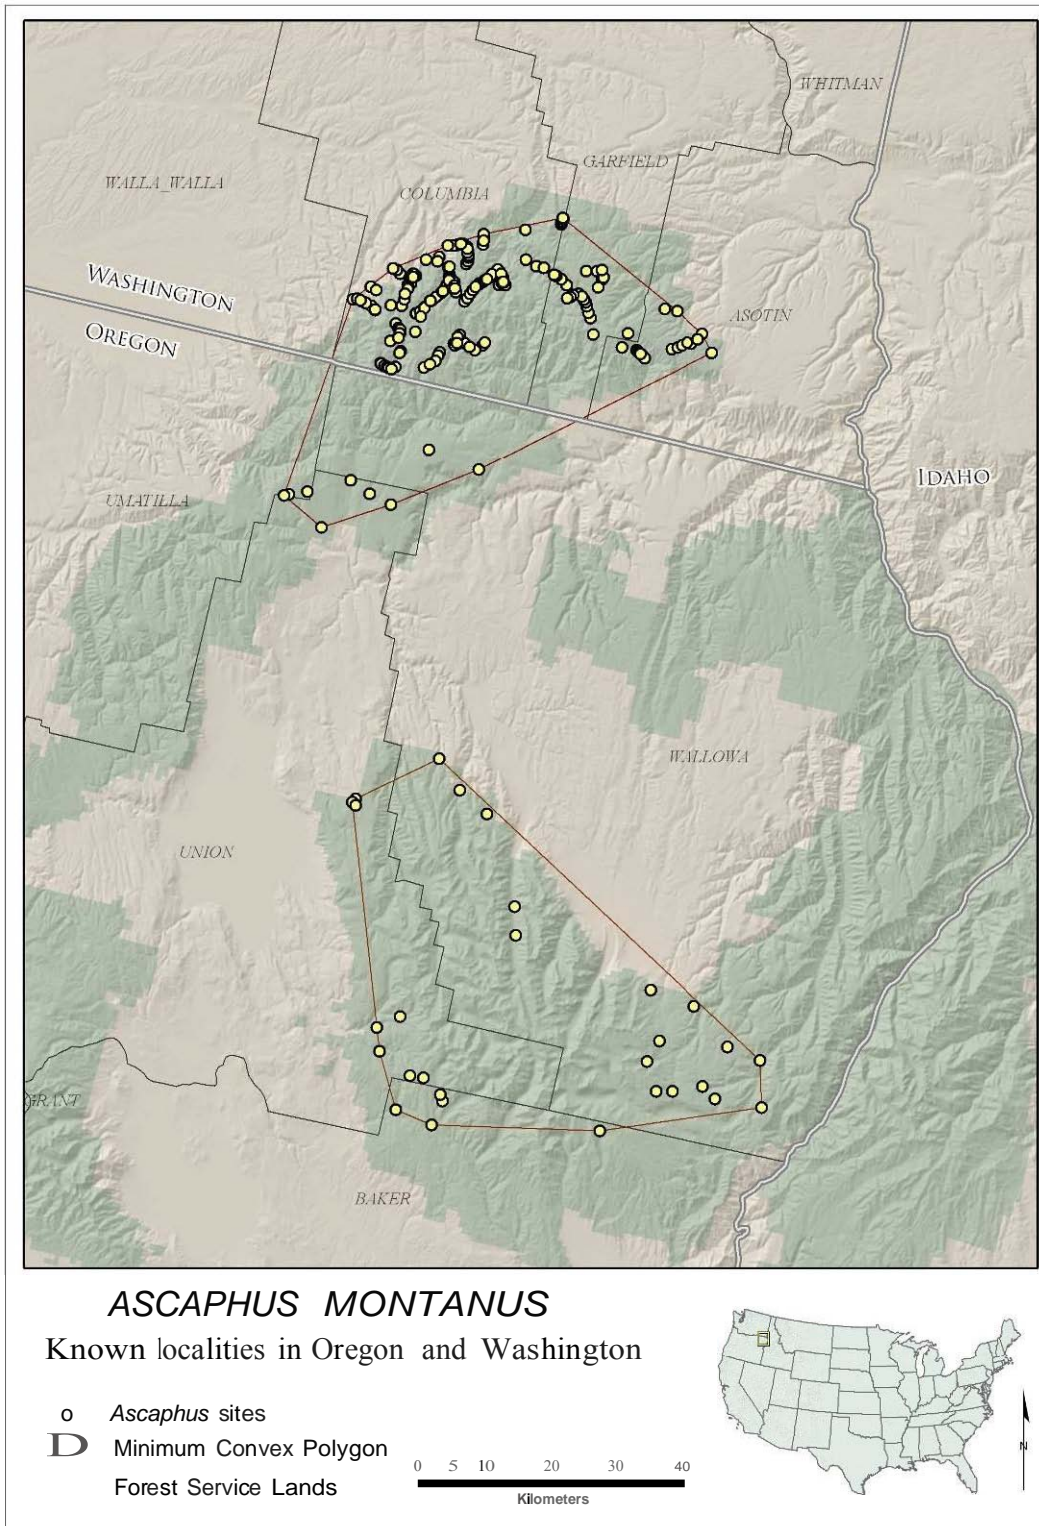 WHITMAN
GARFIELD
WALLA_WALLA
COLUMBIA
WASHINGTON
ASOTIN
OREGON
IDAHO
UMATILLA
WALLOWA
UNION
GRANT
BAKER
ASCAPHUS MONTANUS
Known localities in Oregon and Washington
o Ascaphus sites
D Minimum Convex Polygon
Forest Service Lands
0 5 10 20 30 40
Kilometers
N